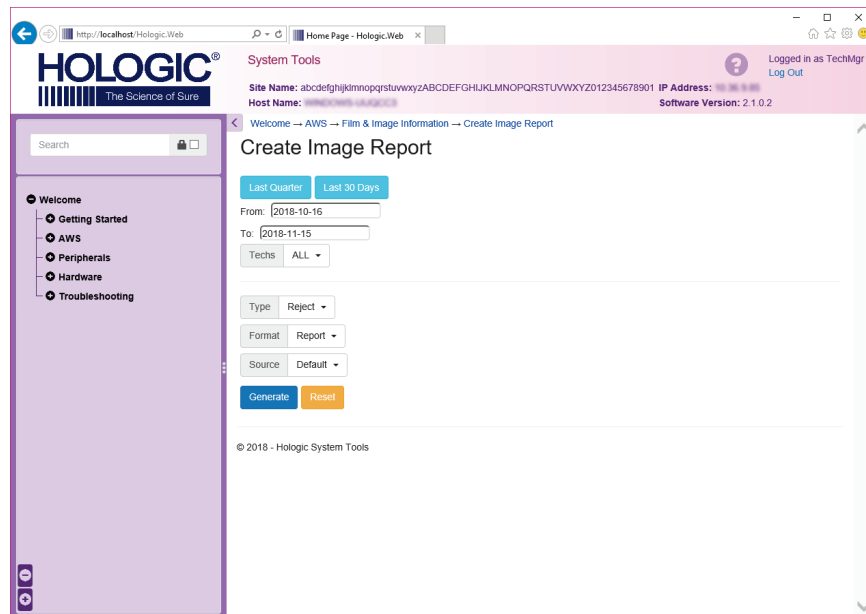 http://localhost/Hologic.Web
Home Page - Hologic.Web
HOLOGIC®
The Science of Sure
System Tools
Logged in as TechMgr
Log Out
Site Name: abcdefghijklmnopqrstuvwxyzABCDEFGHIJKLMNOPQRSTUVWXYZ012345678901 IP Address:
Host Name: Software Version: 2.1.0.2
Welcome → AWS → Film & Image Information → Create Image Report
Search
Create Image Report
Last Quarter Last 30 Days
From: 2018-10-16
To: 2018-11-15
Techs ALL
Welcome
Getting Started
AWS
Peripherals
Hardware
Troubleshooting
Type Reject
Format Report
Source Default
Generate Reset
© 2018 - Hologic System Tools